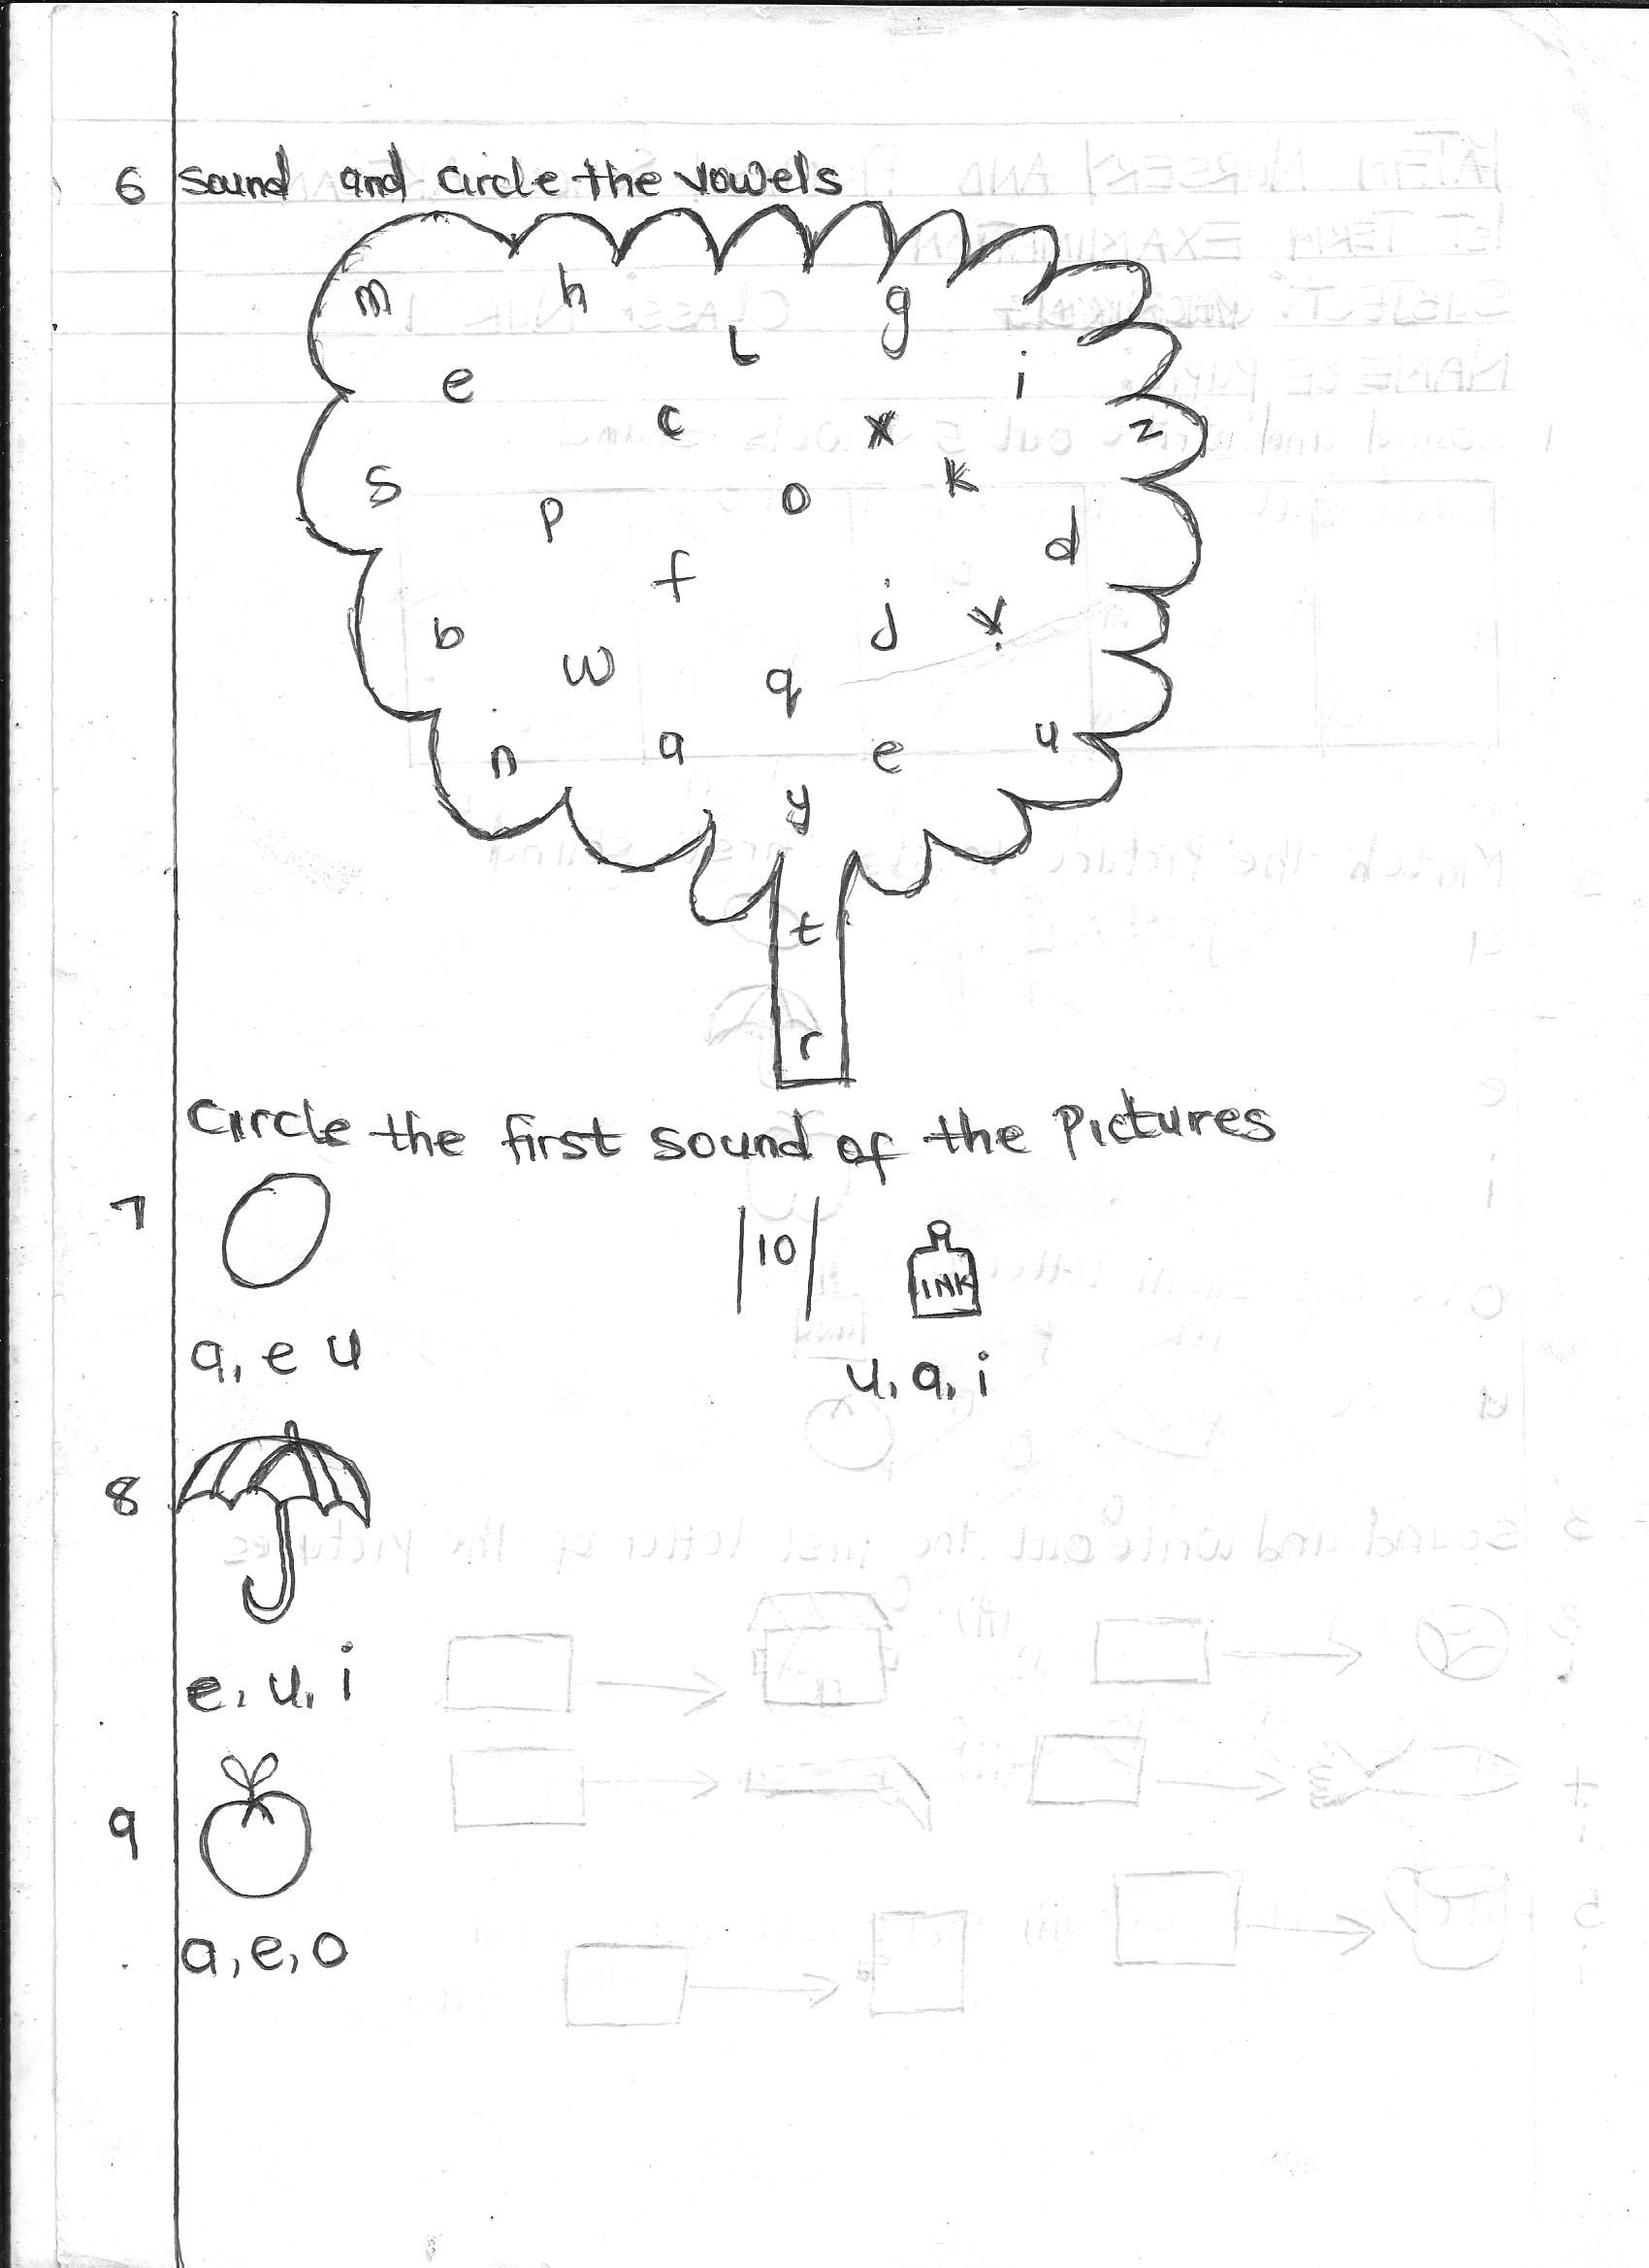 6 sound and circle the vowels
m h g
L
e i
c x z
s k
p o
d
f
b j
w q
n a e u
y
t
r
Circle the first sound of the Pictures
7 |10| INK
a, e u u, a, i
8
e, u, i
9
a, e, o